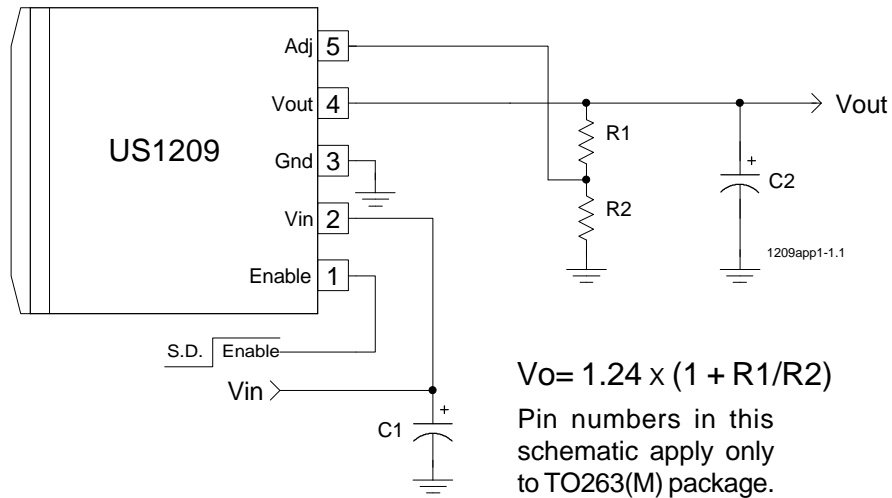 US1209
Adj 5
Vout 4
Gnd 3
Vin 2
Enable 1
Vout
R1
R2
+
C2
1209app1-1.1
S.D. Enable
Vin
+
C1
Vo= 1.24 x (1 + R1/R2)
Pin numbers in this
schematic apply only
to TO263(M) package.